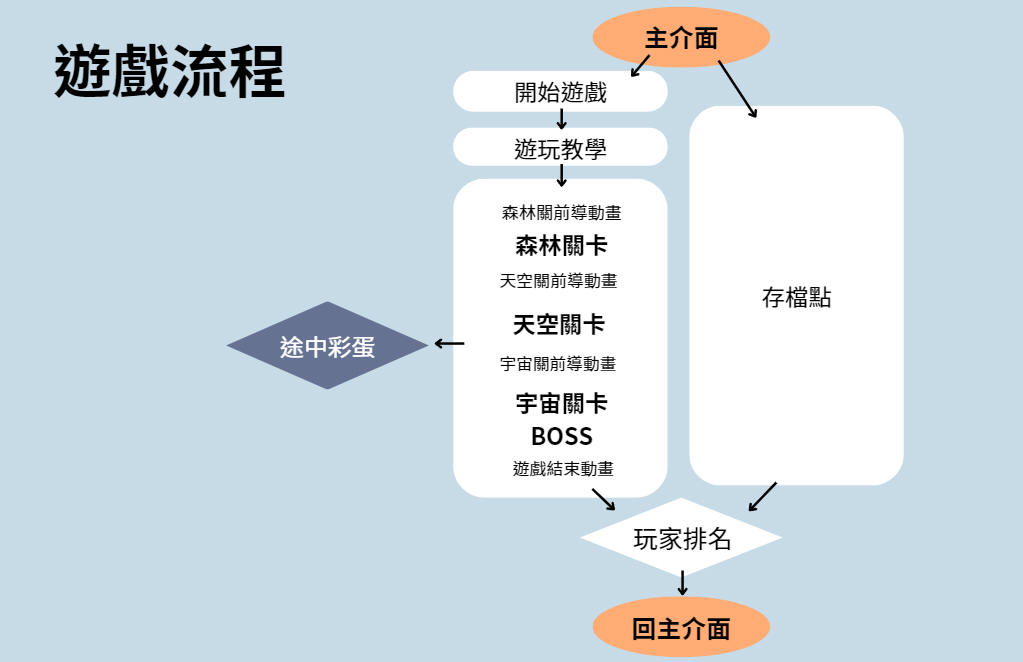 遊戲流程
主介面
開始遊戲
遊玩教學
森林關前導動畫
森林關卡
天空關前導動畫
天空關卡
宇宙關前導動畫
宇宙關卡
BOSS
遊戲結束動畫
途中彩蛋
存檔點
玩家排名
回主介面